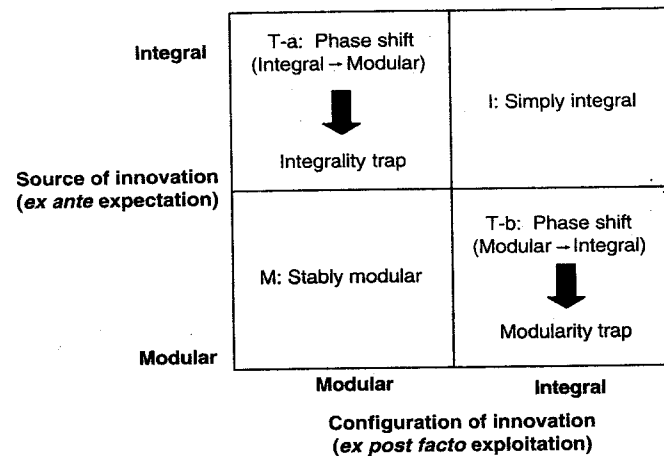 Integral
T-a: Phase shift
(Integral → Modular)
Integrality trap
I: Simply integral
Source of innovation
(ex ante expectation)
M: Stably modular
T-b: Phase shift
(Modular → Integral)
Modularity trap
Modular
Modular
Integral
Configuration of innovation
(ex post facto exploitation)